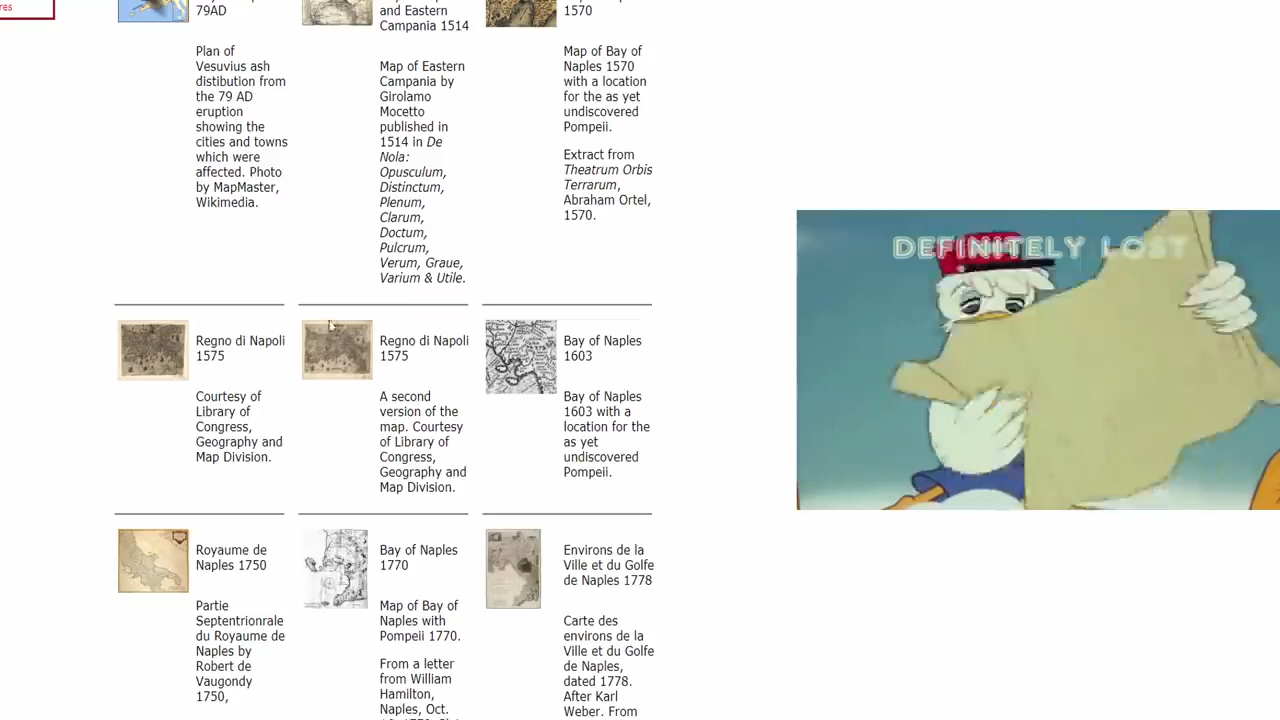 res
79AD
Plan of
Vesuvius ash
distibution from
the 79 AD
eruption
showing the
cities and towns
which were
affected. Photo
by MapMaster,
Wikimedia.
and Eastern
Campania 1514
Map of Eastern
Campania by
Girolamo
Mocetto
published in
1514 in De
Nola:
Opusculum,
Distinctum,
Plenum,
Clarum,
Doctum,
Pulcrum,
Verum, Graue,
Varium & Utile.
1570
Map of Bay of
Naples 1570
with a location
for the as yet
undiscovered
Pompeii.
Extract from
Theatrum Orbis
Terrarum,
Abraham Ortel,
1570.
DEFINITELY LOST
Regno di Napoli
1575
Courtesy of
Library of
Congress,
Geography and
Map Division.
Regno di Napoli
1575
A second
version of the
map. Courtesy
of Library of
Congress,
Geography and
Map Division.
Bay of Naples
1603
Bay of Naples
1603 with a
location for the
as yet
undiscovered
Pompeii.
Royaume de
Naples 1750
Partie
Septentrionrale
du Royaume de
Naples by
Robert de
Vaugondy
1750,
Bay of Naples
1770
Map of Bay of
Naples with
Pompeii 1770.
From a letter
from William
Hamilton,
Naples, Oct.
Environs de la
Ville et du Golfe
de Naples 1778
Carte des
environs de la
Ville et du Golfe
de Naples,
dated 1778.
After Karl
Weber. From